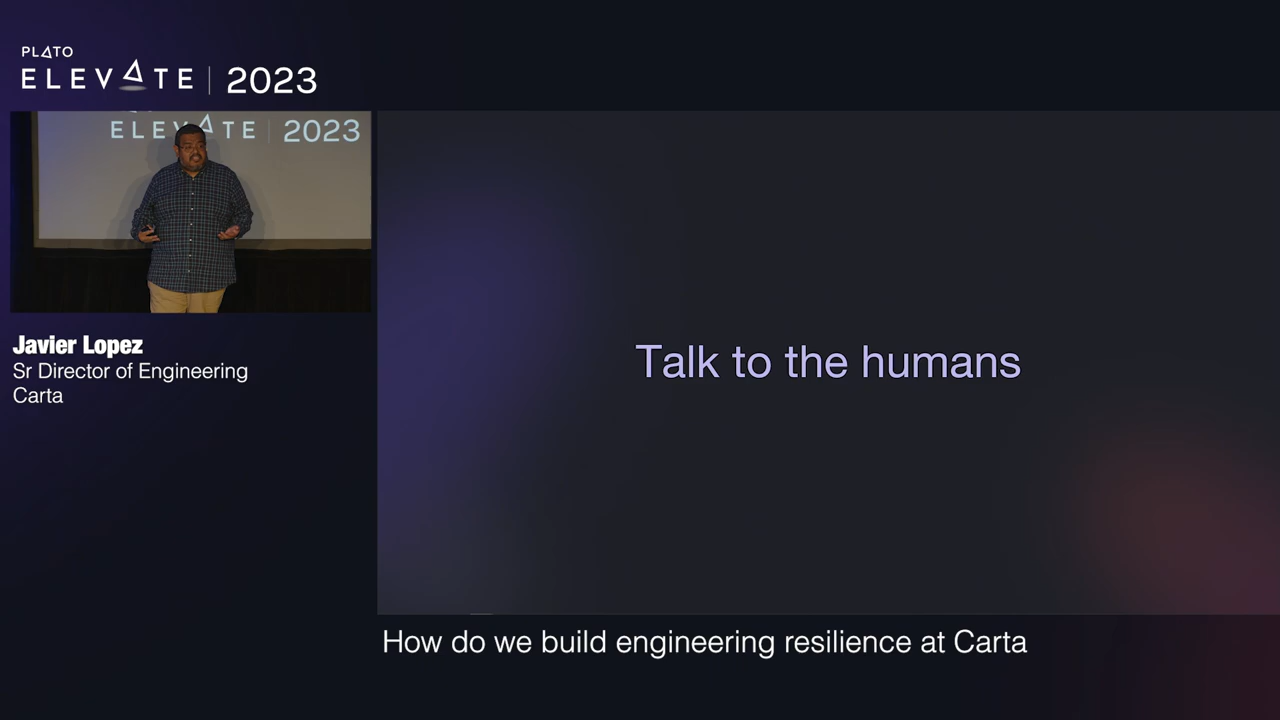 PLATO
ELEVATE | 2023
ELEVATE | 2023
Javier Lopez
Sr Director of Engineering
Carta
Talk to the humans
How do we build engineering resilience at Carta